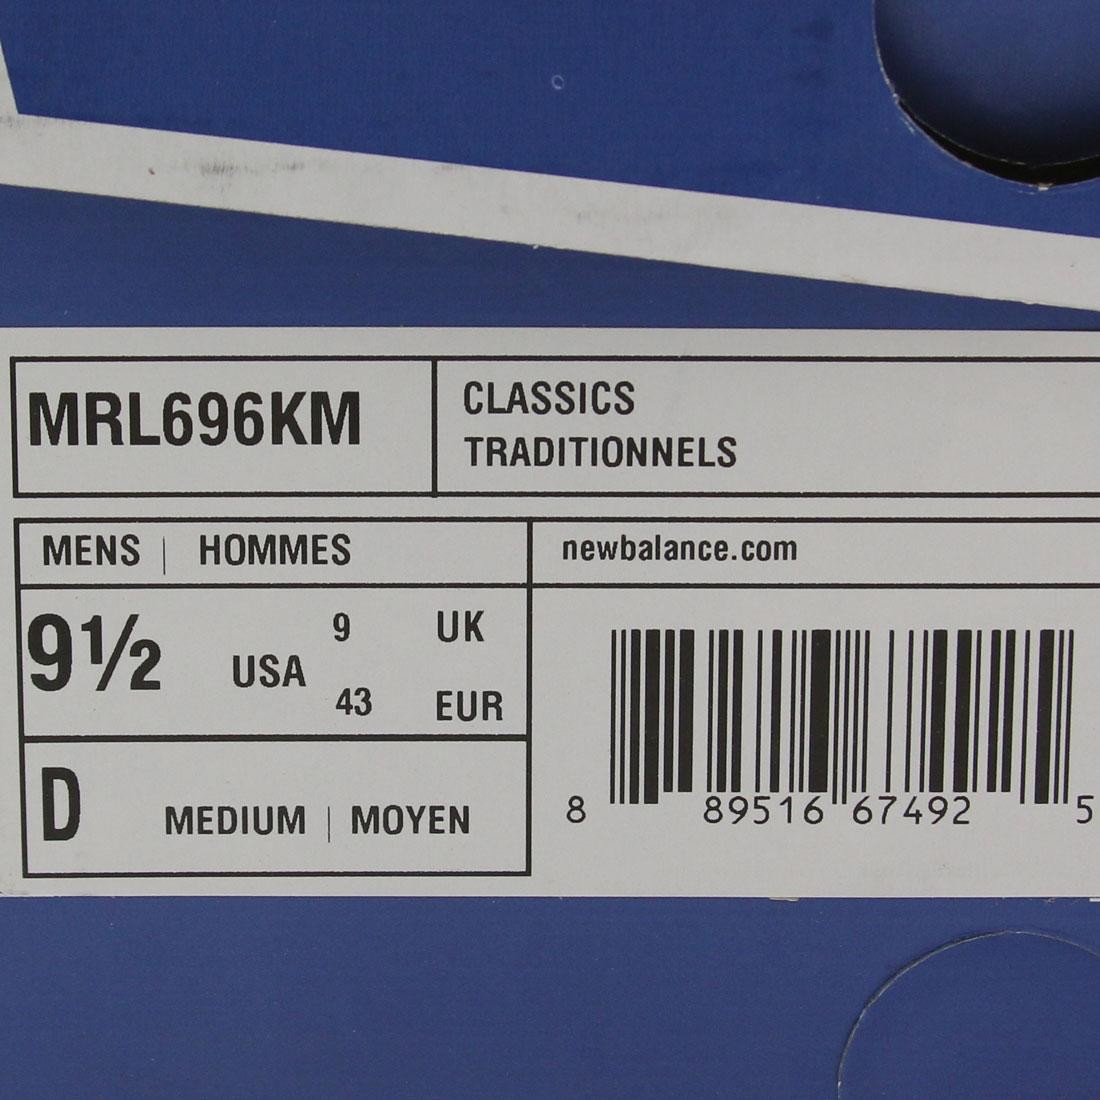 MRL696KM
CLASSICS
TRADITIONNELS
MENS | HOMMES
newbalance.com
9½ USA 9 UK
43 EUR
D MEDIUM | MOYEN
8 89516 67492 5